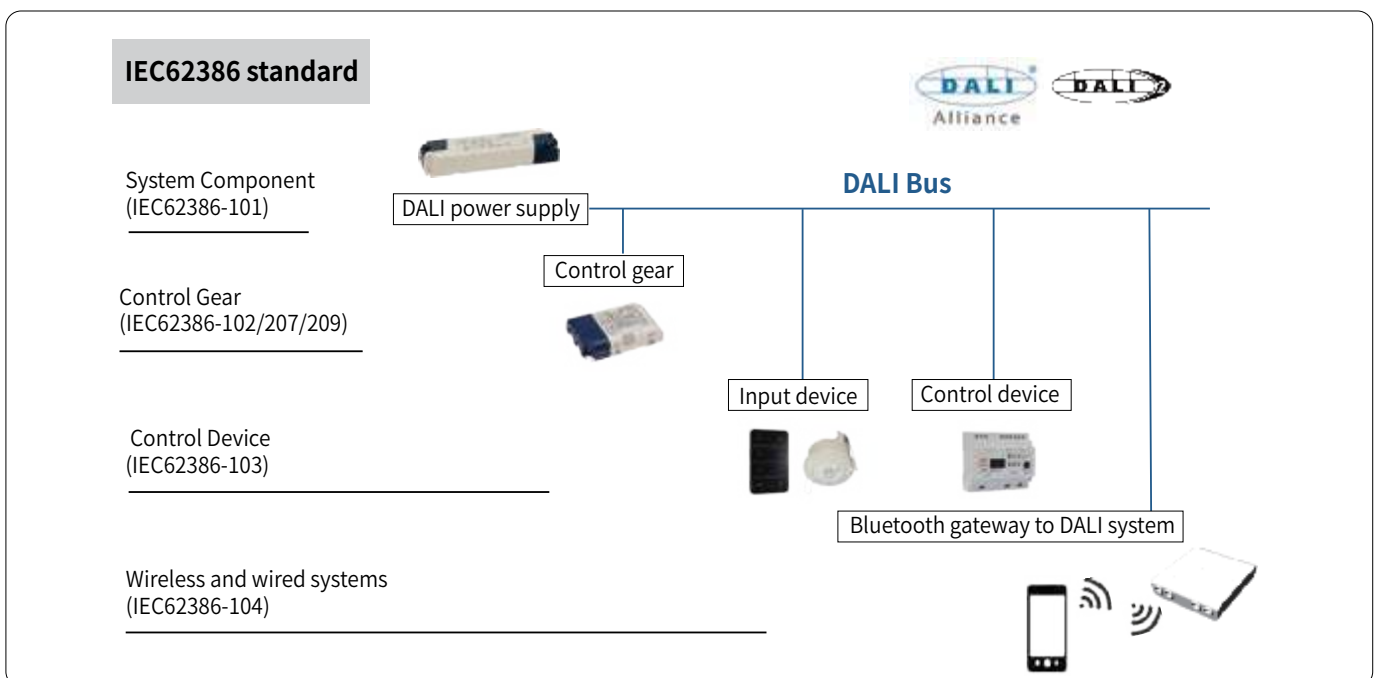 IEC62386 standard
DALI
Alliance
DALI
System Component
(IEC62386-101)
DALI power supply
DALI Bus
Control gear
Control Gear
(IEC62386-102/207/209)
Input device
Control device
Control Device
(IEC62386-103)
Bluetooth gateway to DALI system
Wireless and wired systems
(IEC62386-104)